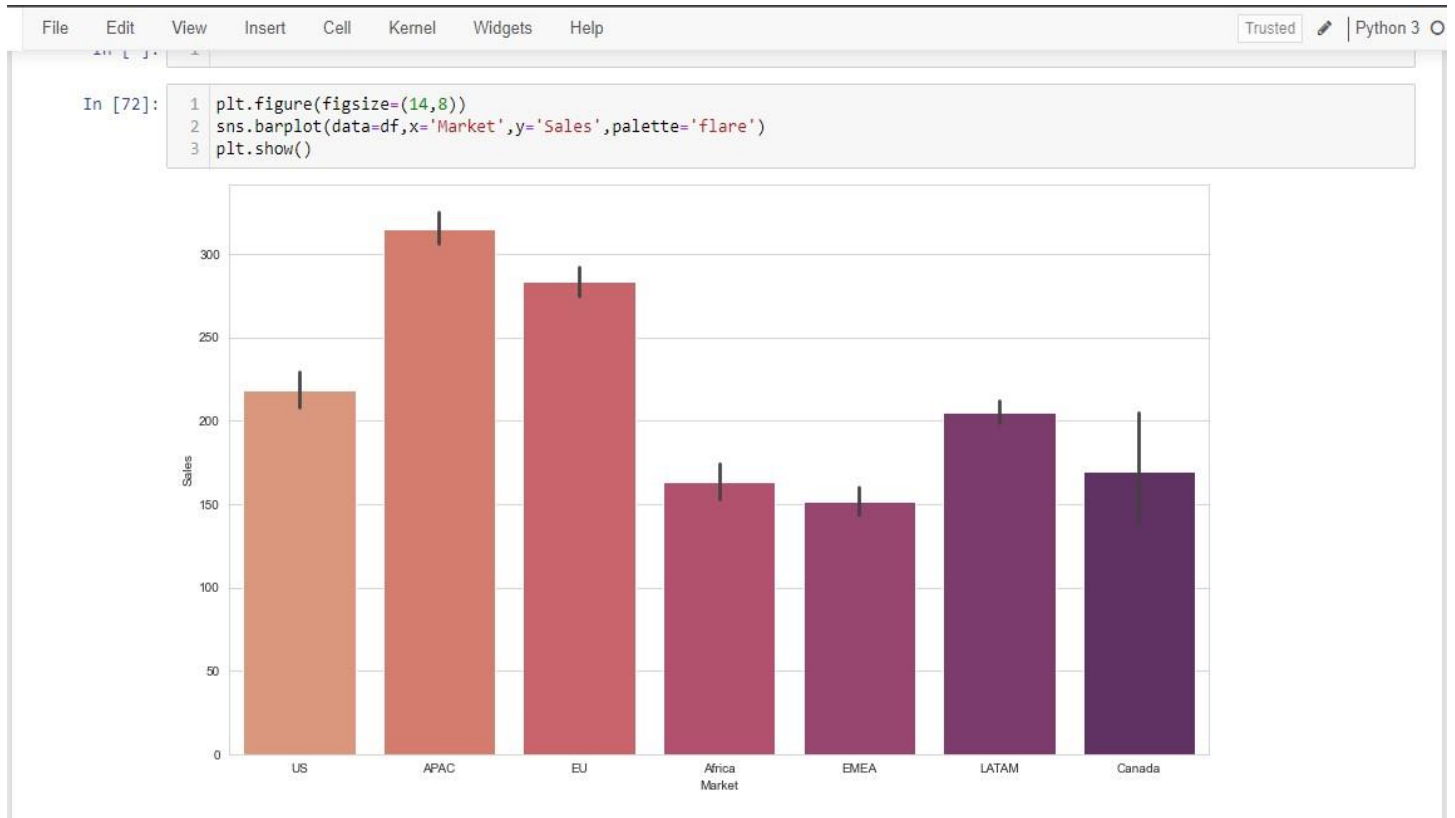 File Edit View Insert Cell Kernel Widgets Help Trusted Python 3
In [ ]: 1
In [72]: 1 plt.figure(figsize=(14,8))
2 sns.barplot(data=df,x='Market',y='Sales',palette='flare')
3 plt.show()
300
250
200
Sales
150
100
50
0
US APAC EU Africa EMEA LATAM Canada
Market